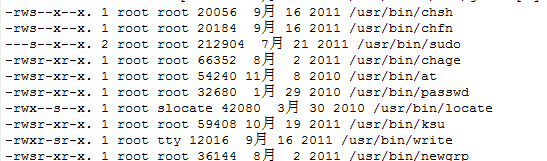 -rws--x--x. 1 root root 20056  9月 16 2011 /usr/bin/chsh
-rws--x--x. 1 root root 20184  9月 16 2011 /usr/bin/chfn
---s--x--x. 2 root root 212904  7月 21 2011 /usr/bin/sudo
-rwsr-xr-x. 1 root root 66352  8月  2 2011 /usr/bin/chage
-rwsr-xr-x. 1 root root 54240 11月  8 2010 /usr/bin/at
-rwsr-xr-x. 1 root root 32680  1月 29 2010 /usr/bin/passwd
-rwx--s--x. 1 root slocate 42080  3月 30 2010 /usr/bin/locate
-rwsr-xr-x. 1 root root 59408 10月 19 2011 /usr/bin/ksu
-rwxr-sr-x. 1 root tty 12016  9月 16 2011 /usr/bin/write
-rwsr-xr-x. 1 root root 36144  8月  2 2011 /usr/bin/newgrp